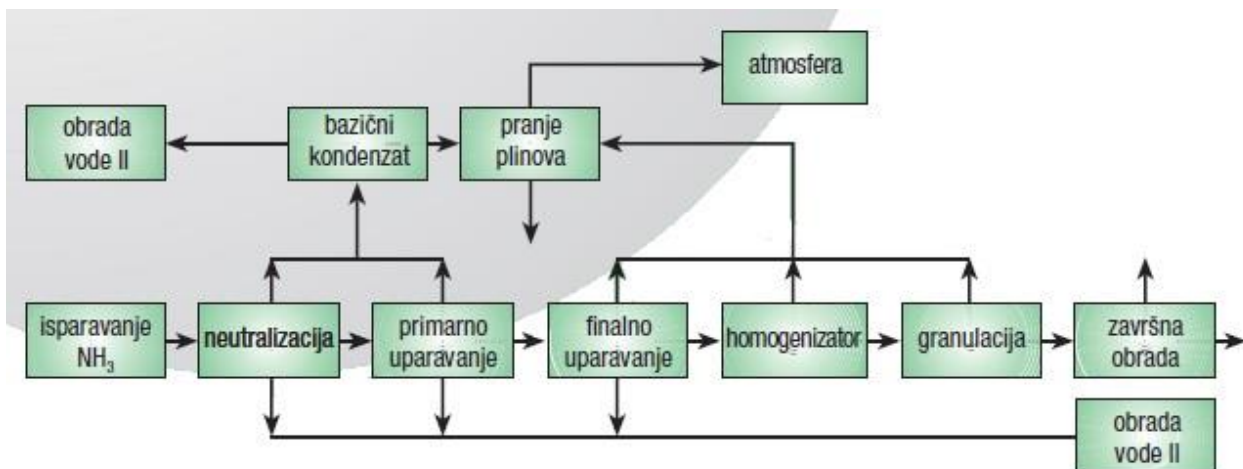 atmosfera
obrada
vode II
bazični
kondenzat
pranje
plinova
isparavanje
NH₃
neutralizacija
primarno
uparavanje
finalno
uparavanje
homogenizator
granulacija
završna
obrada
obrada
vode II